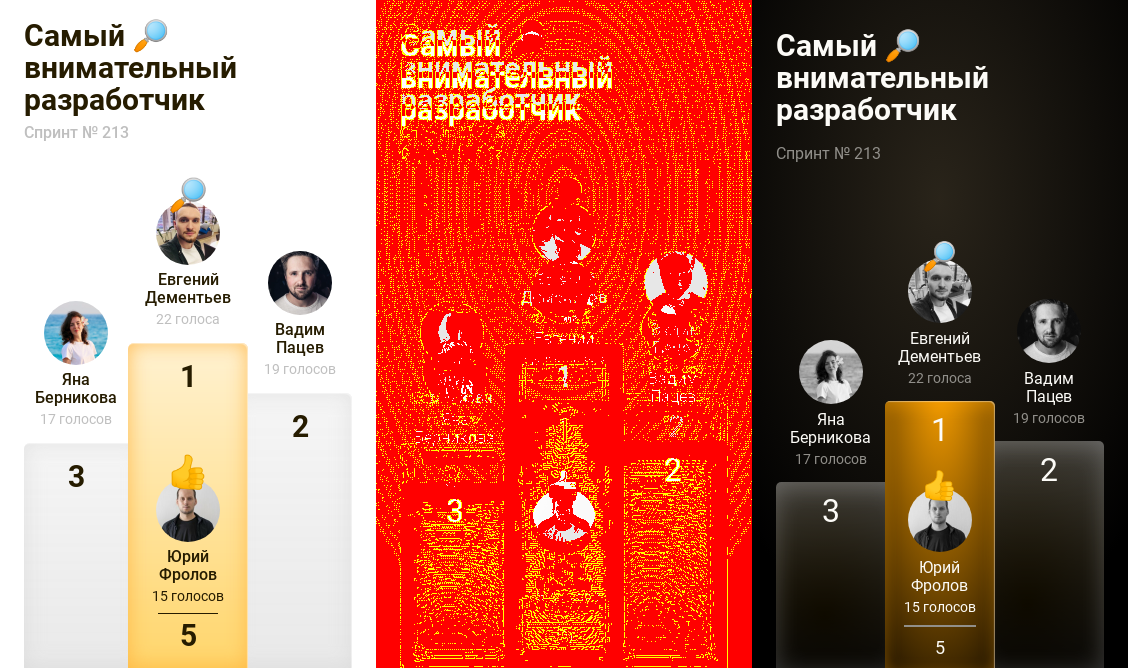 Самый 🔎
внимательный
разработчик
Спринт № 213
Евгений
Дементьев
22 голоса
Вадим
Пацев
19 голосов
Яна
Берникова
17 голосов
1
2
3
Юрий
Фролов
15 голосов
5
Самый
внимательный
разработчик
1
2
3
Самый 🔎
внимательный
разработчик
Спринт № 213
Евгений
Дементьев
22 голоса
Вадим
Пацев
19 голосов
Яна
Берникова
17 голосов
1
2
3
Юрий
Фролов
15 голосов
5